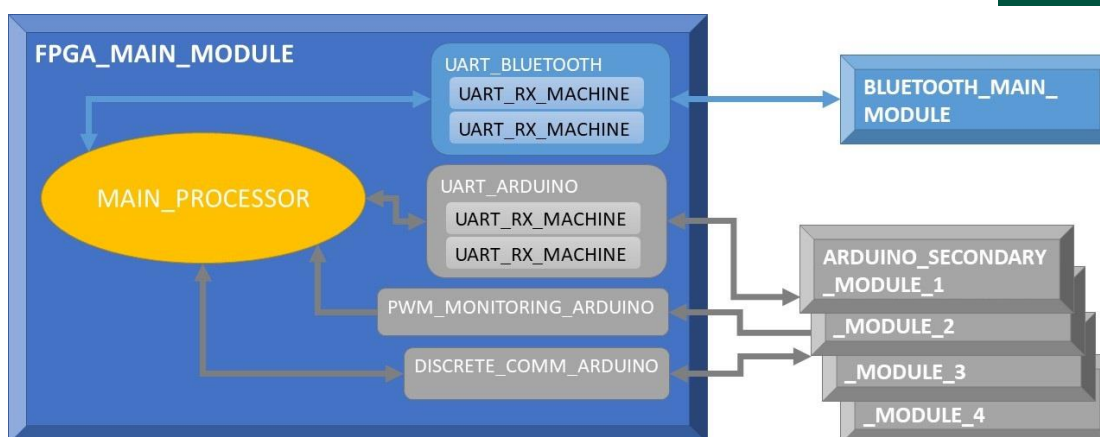 FPGA_MAIN_MODULE
UART_BLUETOOTH
UART_RX_MACHINE
UART_RX_MACHINE
BLUETOOTH_MAIN_
MODULE
MAIN_PROCESSOR
UART_ARDUINO
UART_RX_MACHINE
UART_RX_MACHINE
PWM_MONITORING_ARDUINO
DISCRETE_COMM_ARDUINO
ARDUINO_SECONDARY
_MODULE_1
_MODULE_2
_MODULE_3
_MODULE_4